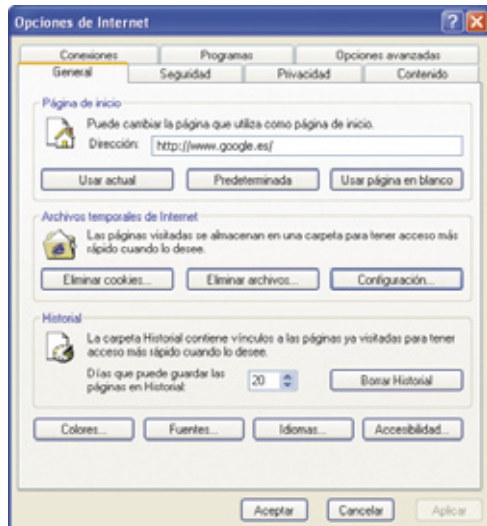 Opciones de Internet
Conexiones Programas Opciones avanzadas
General Seguridad Privacidad Contenido
Página de inicio
Puede cambiar la página que utiliza como página de inicio.
Dirección: http://www.google.es/
Usar actual Predeterminada Usar página en blanco
Archivos temporales de Internet
Las páginas visitadas se almacenan en una carpeta para tener acceso más
rápido cuando lo desee.
Eliminar cookies... Eliminar archivos... Configuración...
Historial
La carpeta Historial contiene vínculos a las páginas ya visitadas para tener
acceso más rápido cuando lo desee.
Días que puede guardar las
páginas en Historial: 20 Borrar Historial
Colores... Fuentes... Idiomas... Accesibilidad...
Aceptar Cancelar Aplicar